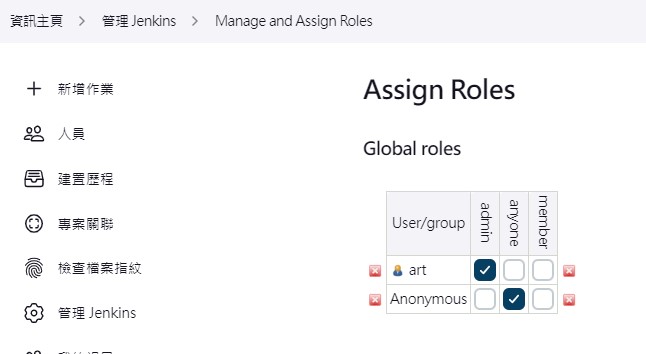 資訊主頁 > 管理 Jenkins > Manage and Assign Roles
新增作業
人員
建置歷程
專案關聯
檢查檔案指紋
管理 Jenkins
Assign Roles
Global roles
User/group admin anyone member
art
Anonymous